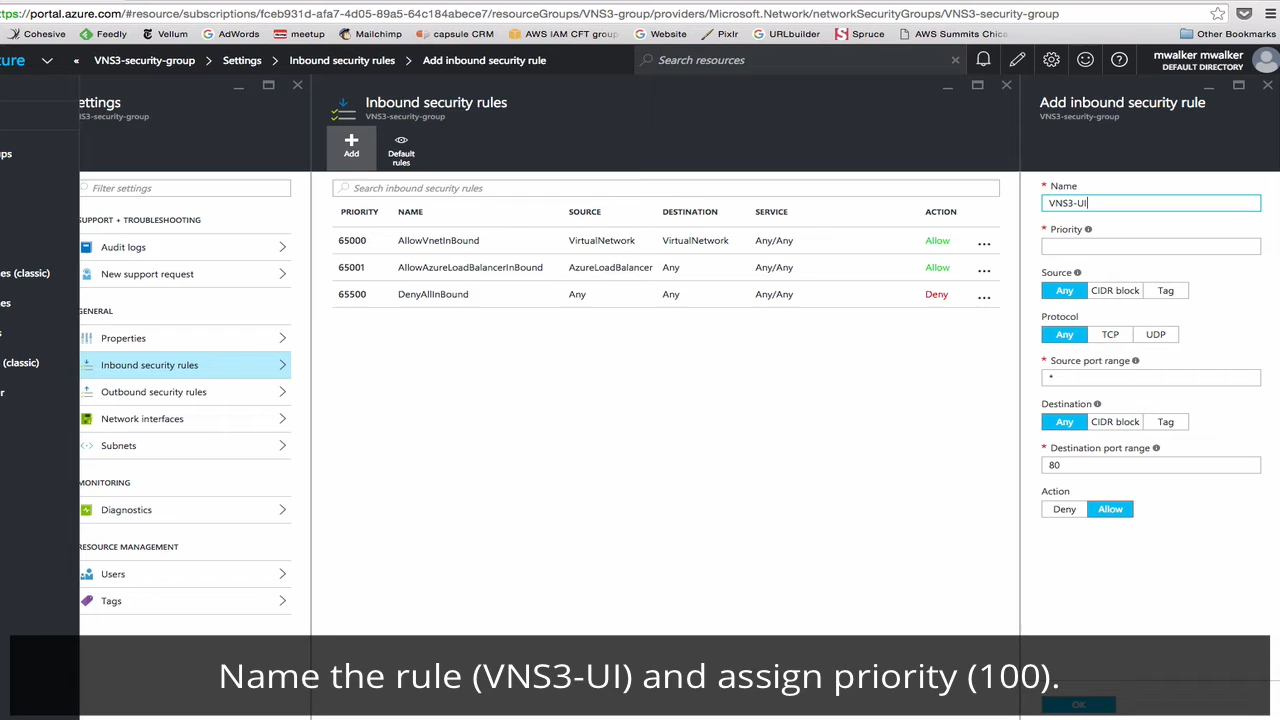 https://portal.azure.com/#resource/subscriptions/fceb931d-afa7-4d05-89a5-64c184abece7/resourceGroups/VNS3-group/providers/Microsoft.Network/networkSecurityGroups/VNS3-security-group
Cohesive Feedly Vellum AdWords meetup Mailchimp capsule CRM AWS IAM CFT group Website Pixlr URLbuilder Spruce AWS Summits Chica Other Bookmarks
zure « VNS3-security-group > Settings > Inbound security rules > Add inbound security rule Search resources mwalker mwalker
DEFAULT DIRECTORY
ettings
NS3-security-group
Filter settings
SUPPORT + TROUBLESHOOTING
Audit logs
New support request
GENERAL
Properties
Inbound security rules
Outbound security rules
Network interfaces
Subnets
MONITORING
Diagnostics
RESOURCE MANAGEMENT
Users
Tags
ps
es (classic)
es
s
(classic)
r
Inbound security rules
VNS3-security-group
Add
Default rules
Search inbound security rules
PRIORITY NAME SOURCE DESTINATION SERVICE ACTION
65000 AllowVnetInBound VirtualNetwork VirtualNetwork Any/Any Allow ...
65001 AllowAzureLoadBalancerInBound AzureLoadBalancer Any Any/Any Allow ...
65500 DenyAllInBound Any Any Any/Any Deny ...
Add inbound security rule
VNS3-security-group
* Name
VNS3-UI
* Priority
Source
Any CIDR block Tag
Protocol
Any TCP UDP
* Source port range
*
Destination
Any CIDR block Tag
* Destination port range
80
Action
Deny Allow
OK
Name the rule (VNS3-UI) and assign priority (100).